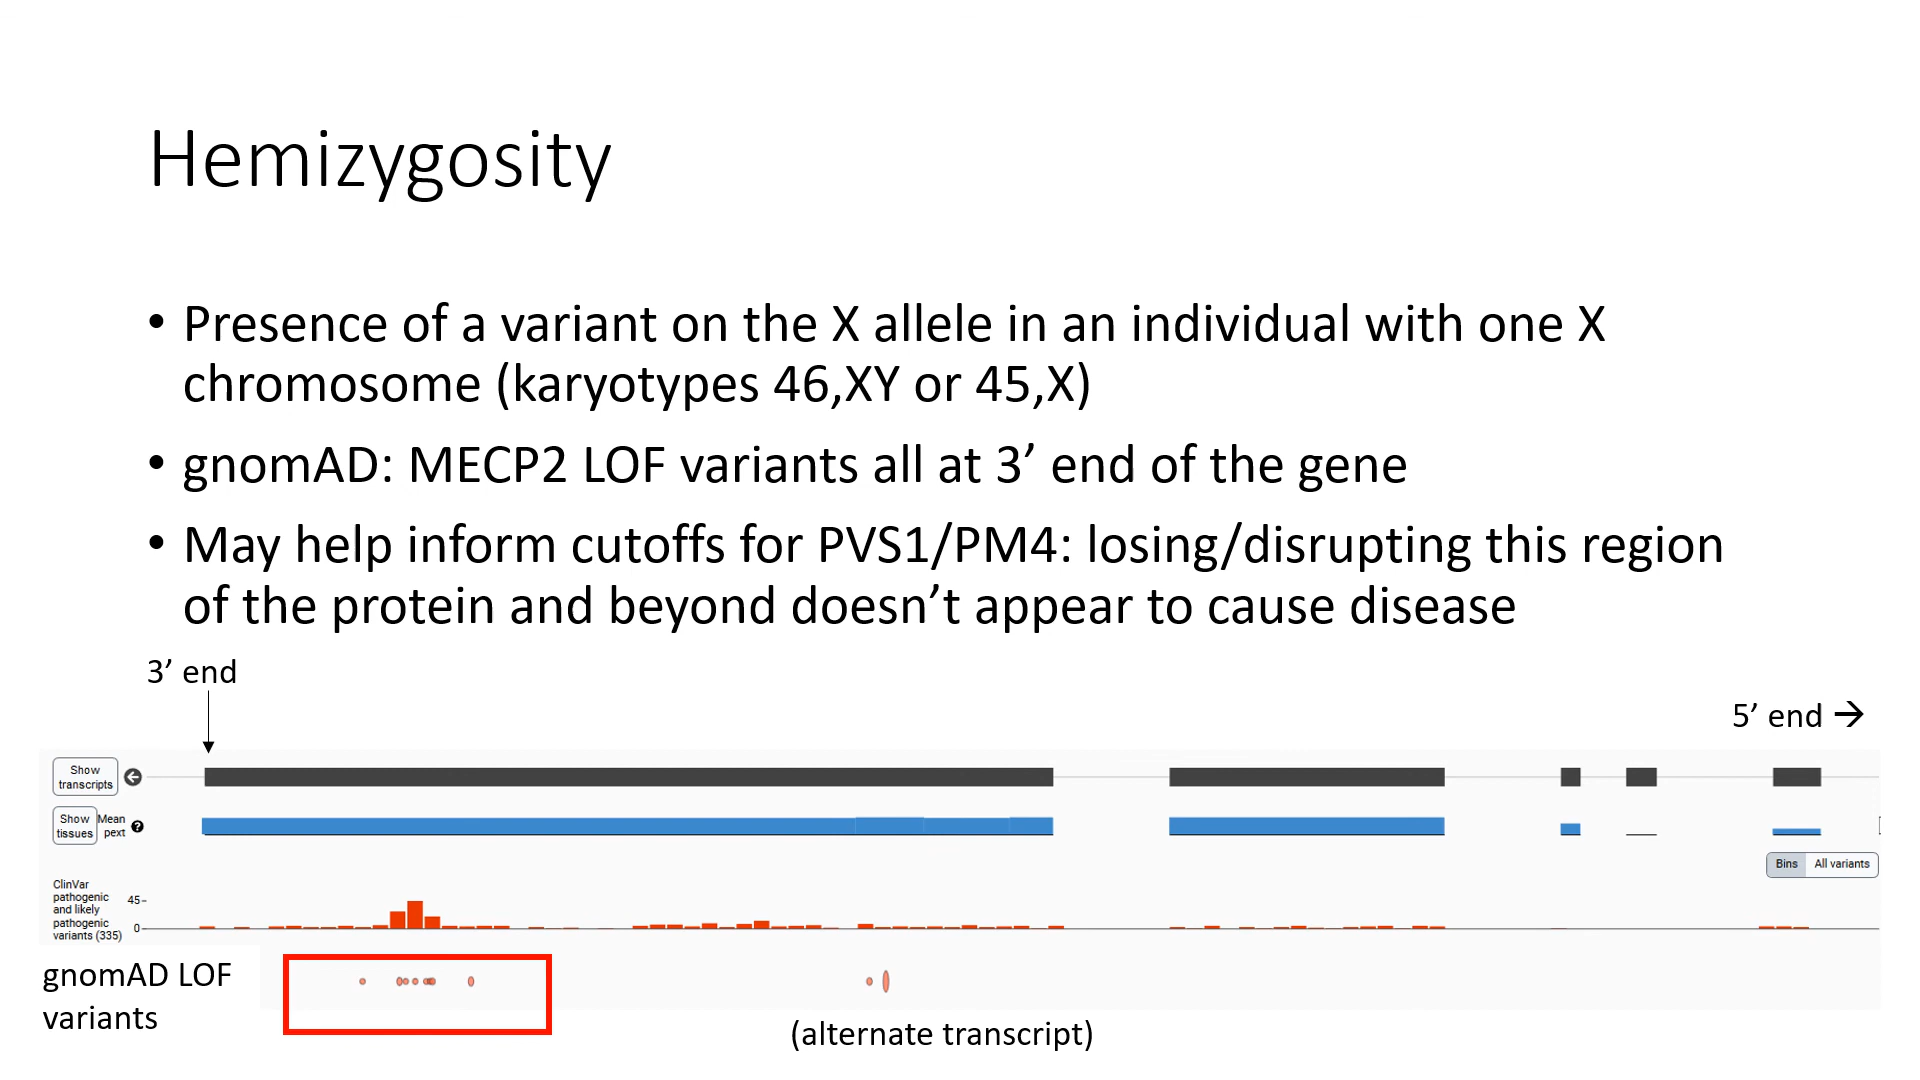 Hemizygosity
• Presence of a variant on the X allele in an individual with one X
chromosome (karyotypes 46,XY or 45,X)
• gnomAD: MECP2 LOF variants all at 3’ end of the gene
• May help inform cutoffs for PVS1/PM4: losing/disrupting this region
of the protein and beyond doesn’t appear to cause disease
3’ end
5’ end →
Show
transcripts
Show
tissues
Mean
pext
?
Bins
All variants
ClinVar
pathogenic
and likely
pathogenic
variants (335)
45
0
gnomAD LOF
variants
(alternate transcript)